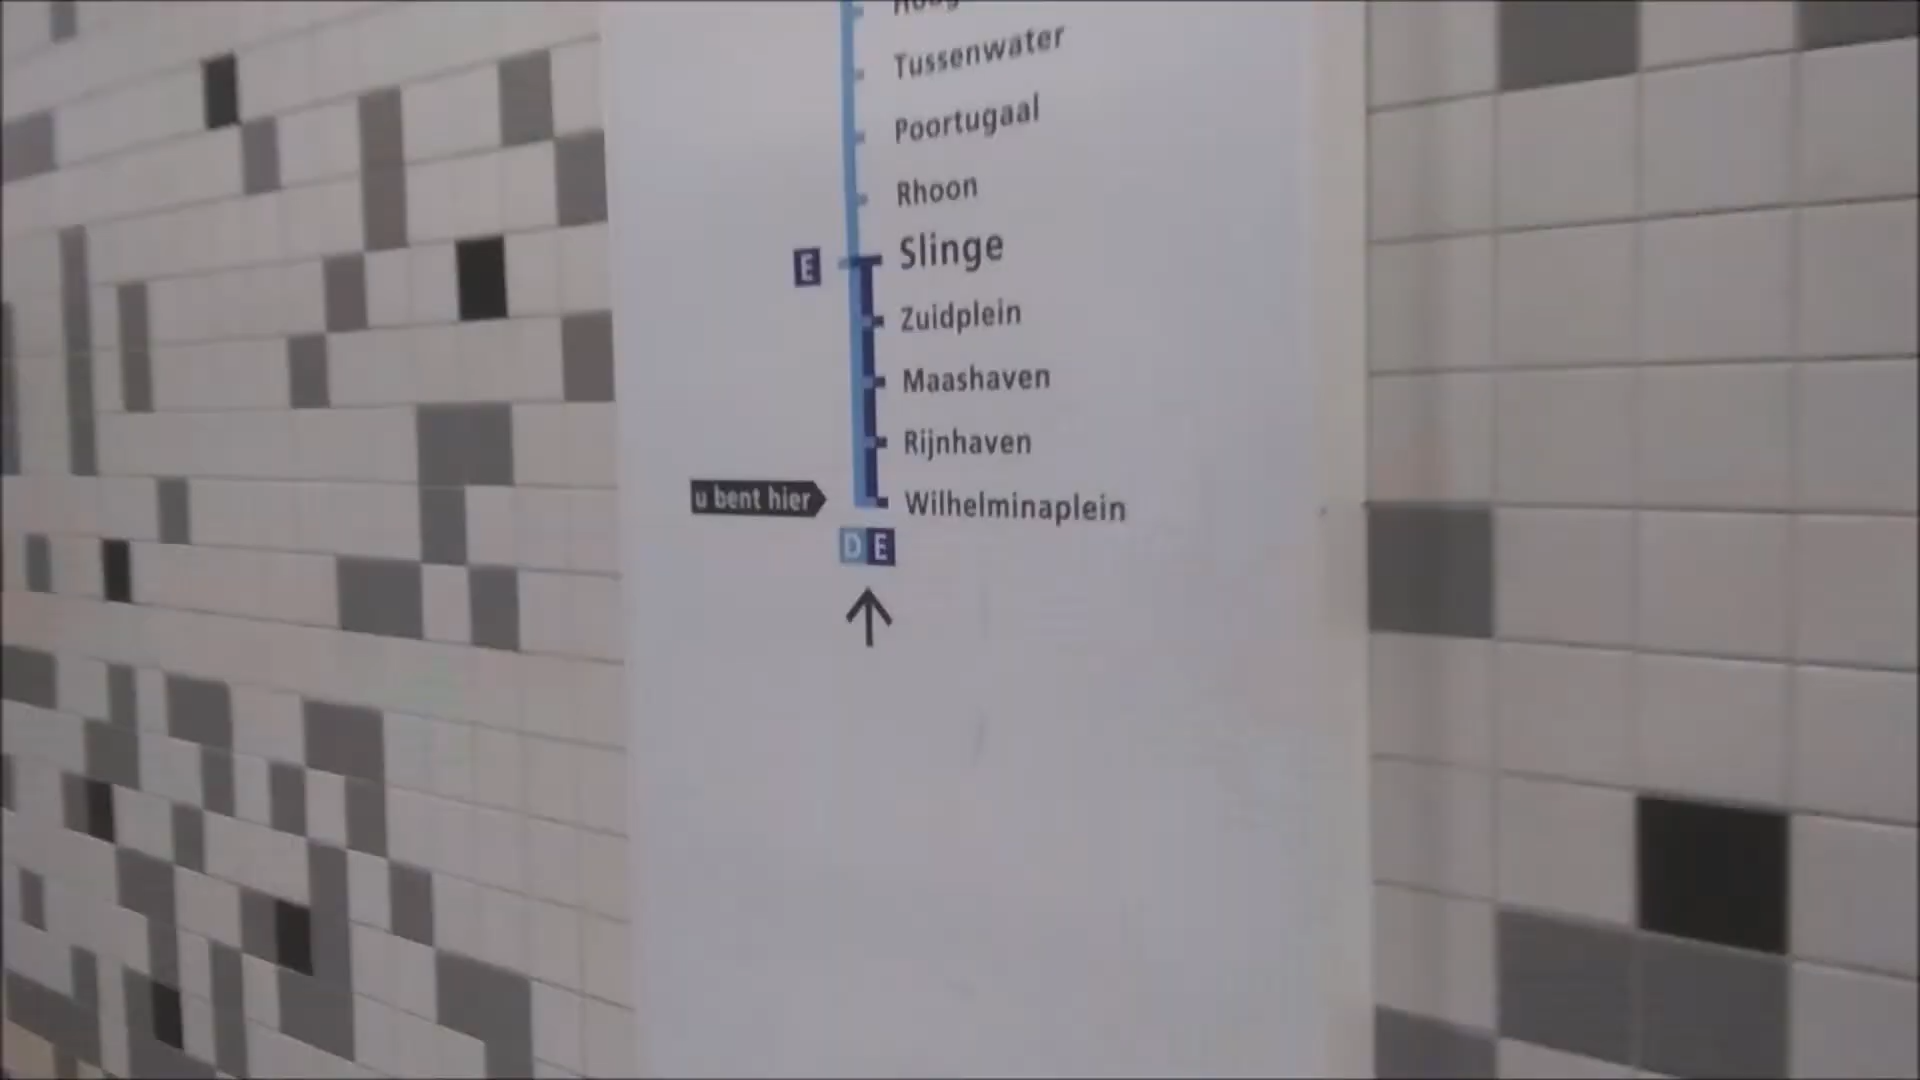 Tussenwater
Poortugaal
Rhoon
E Slinge
Zuidplein
Maashaven
Rijnhaven
u bent hier Wilhelminaplein
D E